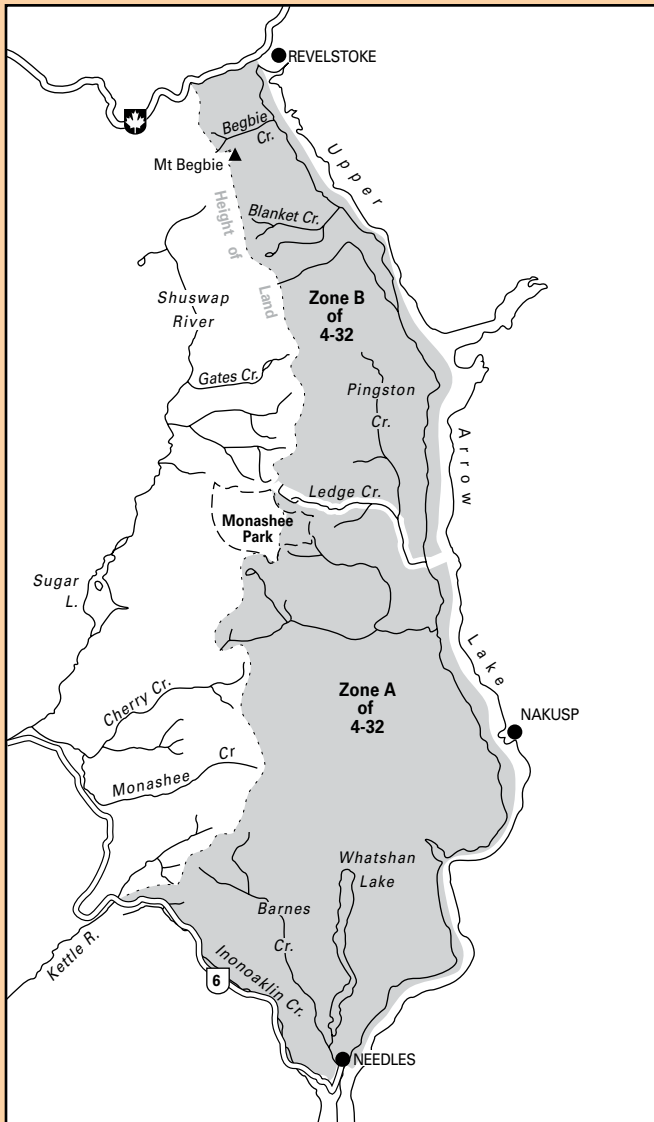 REVELSTOKE
Begbie
Cr.
Mt Begbie
Upper
Height of
Land
Blanket Cr.
Shuswap
River
Zone B
of
4-32
Gates Cr.
Pingston
Cr.
Arrow
Ledge Cr.
Monashee
Park
Sugar
L.
Lake
Zone A
of
4-32
Cherry Cr.
NAKUSP
Monashee Cr
Whatshan
Lake
Barnes
Cr.
Kettle R.
Inonoaklin Cr.
6
NEEDLES